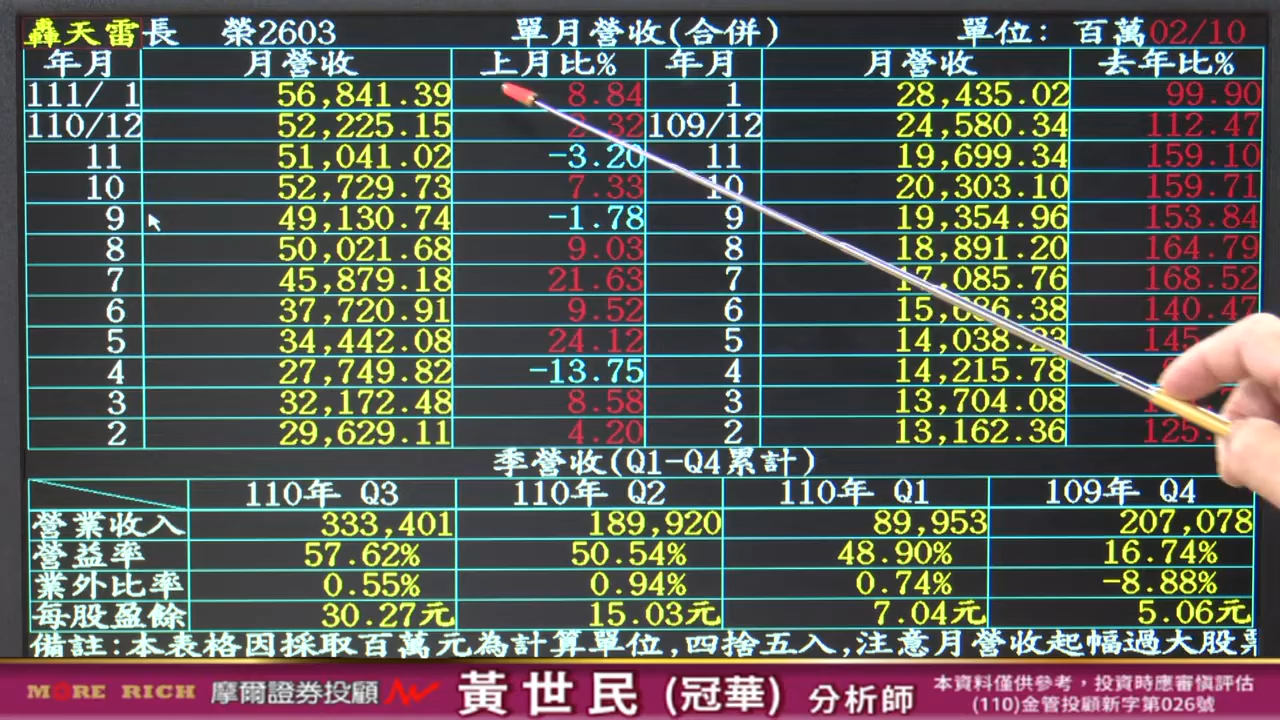 轟天雷長 榮2603 單月營收(合併) 單位: 百萬 02/10
年月 月營收 上月比% 年月 月營收 去年比%
111/ 1 56,841.39 8.84 1 28,435.02 99.90
110/12 52,225.15 2.32 109/12 24,580.34 112.47
11 51,041.02 -3.20 11 19,699.34 159.10
10 52,729.73 7.33 10 20,303.10 159.71
9 49,130.74 -1.78 9 19,354.96 153.84
8 50,021.68 9.03 8 18,891.20 164.79
7 45,879.18 21.63 7 17,085.76 168.52
6 37,720.91 9.52 6 15,686.38 140.47
5 34,442.08 24.12 5 14,038.23 145.
4 27,749.82 -13.75 4 14,215.78
3 32,172.48 8.58 3 13,704.08
2 29,629.11 4.20 2 13,162.36 125.
季營收(Q1-Q4累計)
110年 Q3 110年 Q2 110年 Q1 109年 Q4
營業收入 333,401 189,920 89,953 207,078
營益率 57.62% 50.54% 48.90% 16.74%
業外比率 0.55% 0.94% 0.74% -8.88%
每股盈餘 30.27元 15.03元 7.04元 5.06元
備註:本表格因採取百萬元為計算單位,四捨五入,注意月營收起幅過大股票
MORE RICH 摩爾證券投顧 黃世民(冠華) 分析師
本資料僅供參考，投資時應審慎評估
(110)金管投顧新字第026號